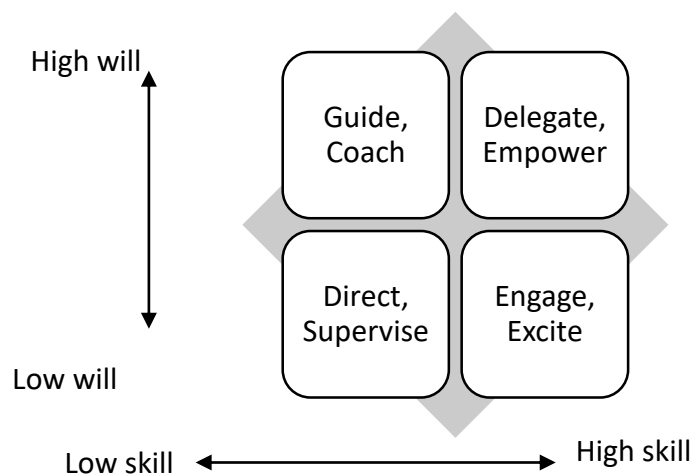 High will
Guide,
Coach
Delegate,
Empower
Direct,
Supervise
Engage,
Excite
Low will
Low skill
High skill